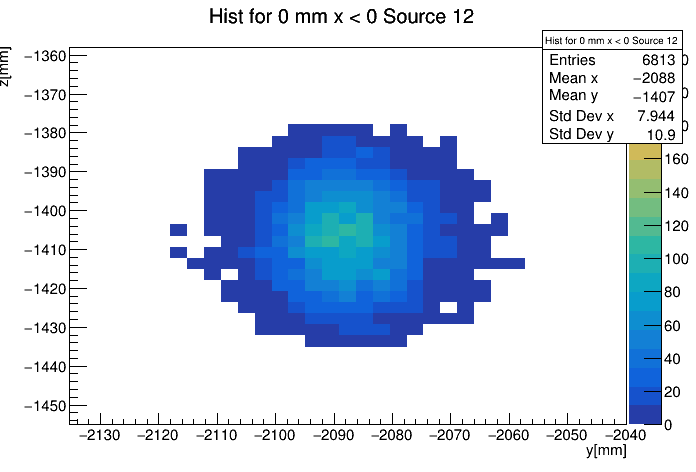 Hist for 0 mm x < 0 Source 12
z[mm]
−1360
−1370
−1380
−1390
−1400
−1410
−1420
−1430
−1440
−1450
Hist for 0 mm x < 0 Source 12
Entries 6813
Mean x −2088
Mean y −1407
Std Dev x 7.944
Std Dev y 10.9
160
140
120
100
80
60
40
20
0
−2130 −2120 −2110 −2100 −2090 −2080 −2070 −2060 −2050 −2040
y[mm]